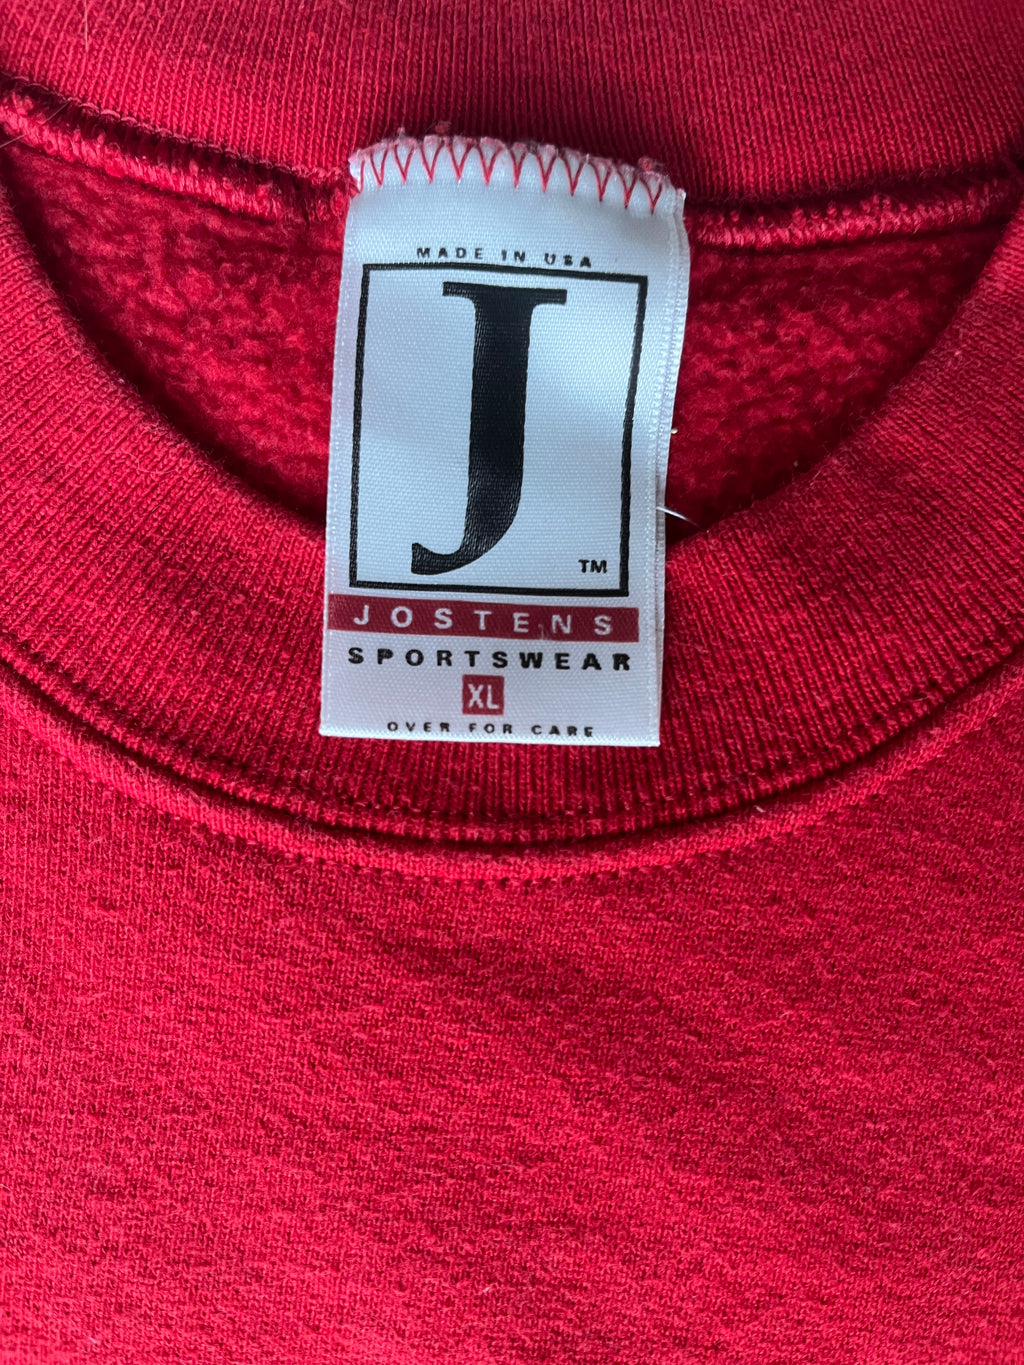 MADE IN USA
J
TM
JOSTENS
SPORTSWEAR
XL
OVER FOR CARE